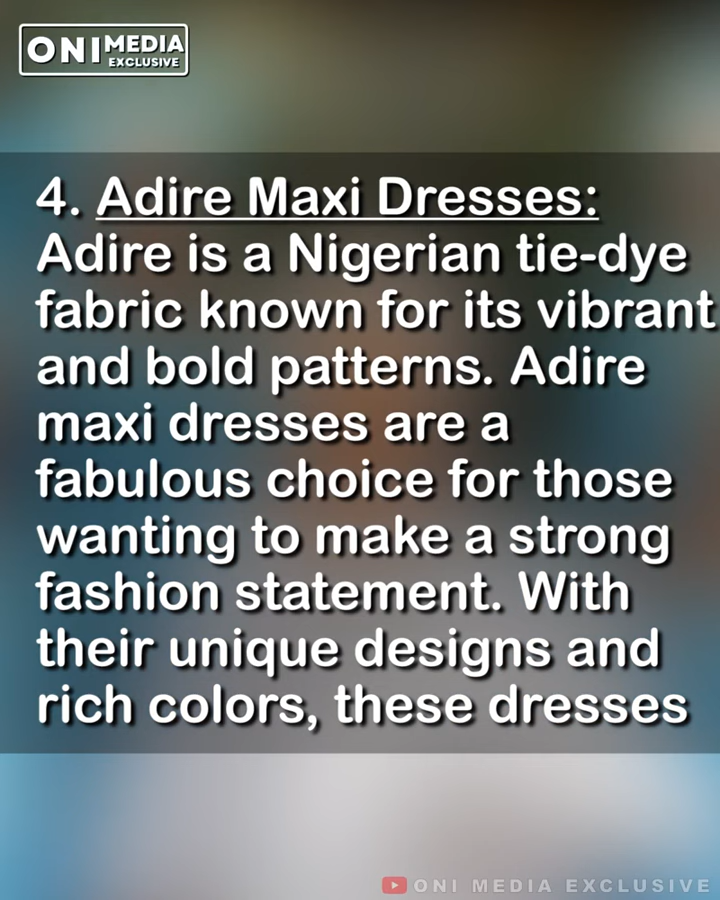 ONI MEDIA
EXCLUSIVE
4. Adire Maxi Dresses:
Adire is a Nigerian tie-dye
fabric known for its vibrant
and bold patterns. Adire
maxi dresses are a
fabulous choice for those
wanting to make a strong
fashion statement. With
their unique designs and
rich colors, these dresses
ONI MEDIA EXCLUSIVE